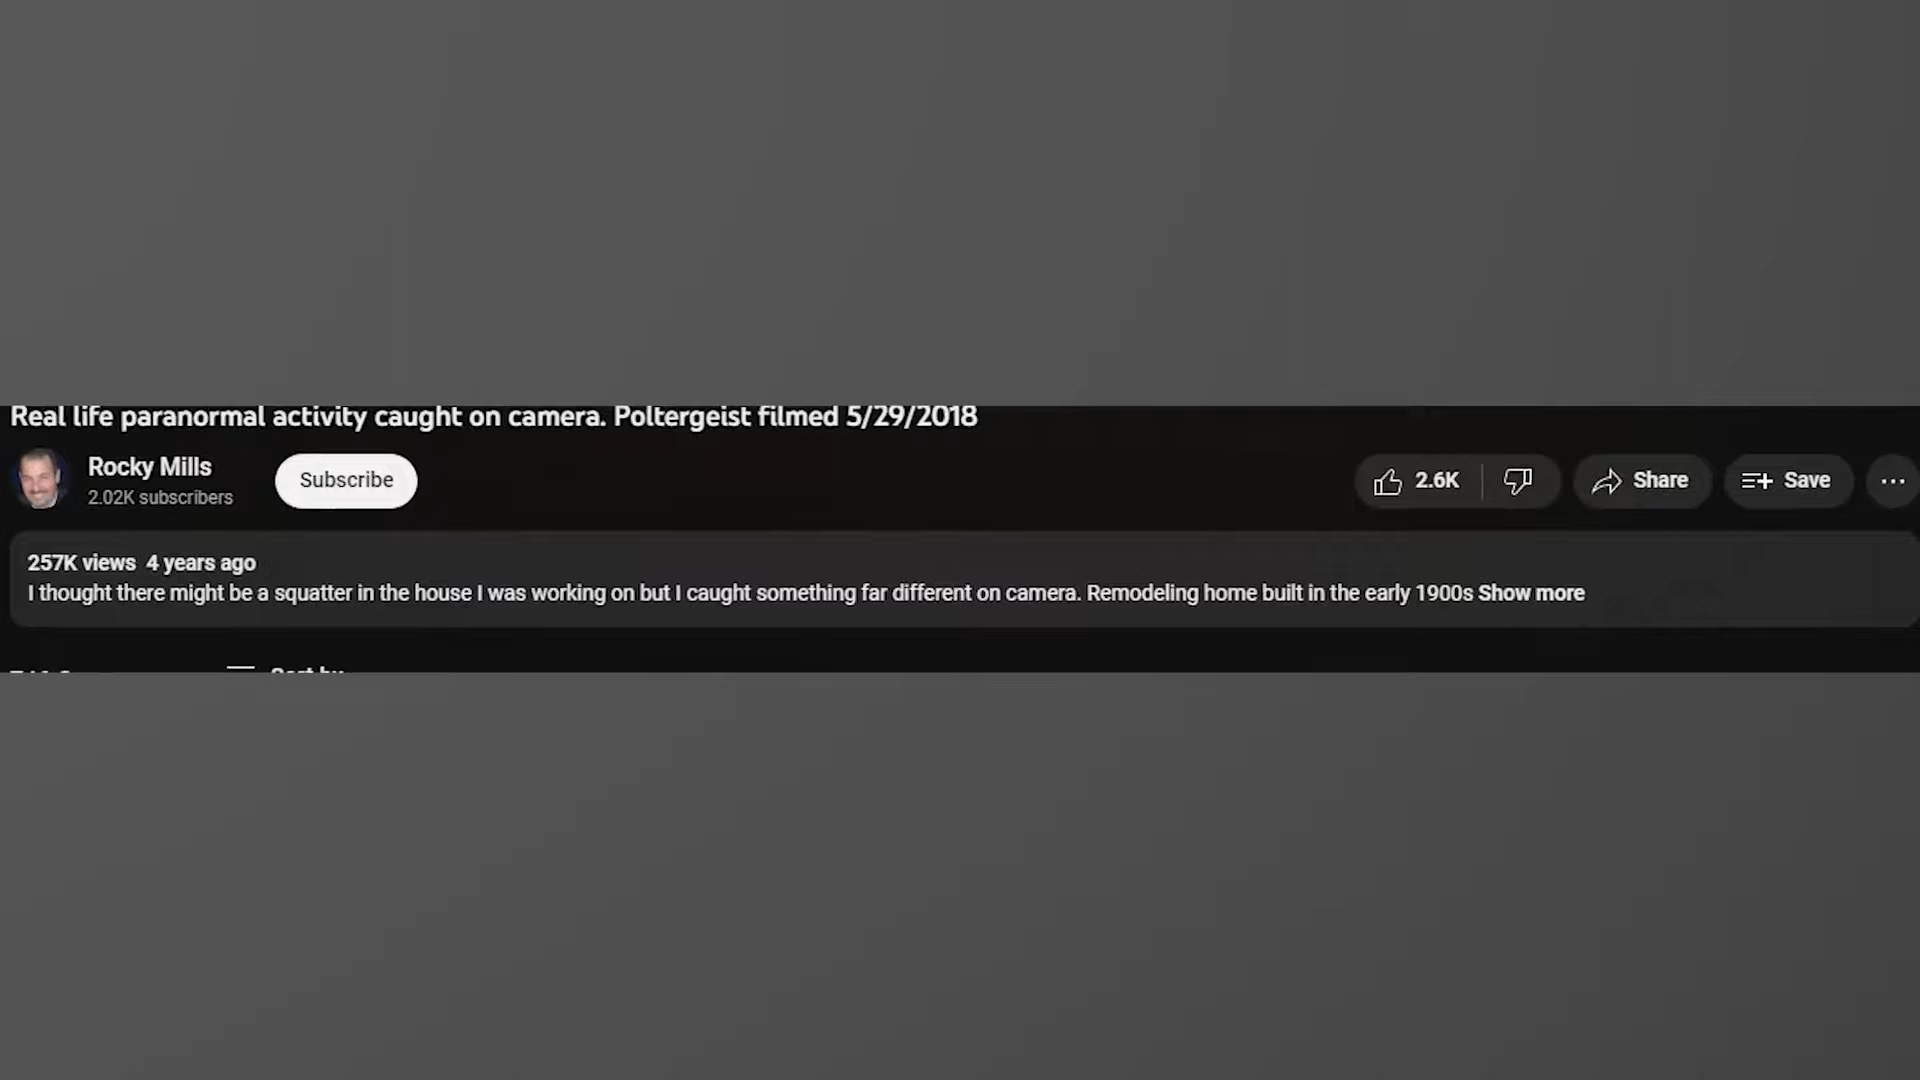 Real life paranormal activity caught on camera. Poltergeist filmed 5/29/2018
Rocky Mills
2.02K subscribers
Subscribe
2.6K
Share
Save
257K views 4 years ago
I thought there might be a squatter in the house I was working on but I caught something far different on camera. Remodeling home built in the early 1900s Show more
Sort by